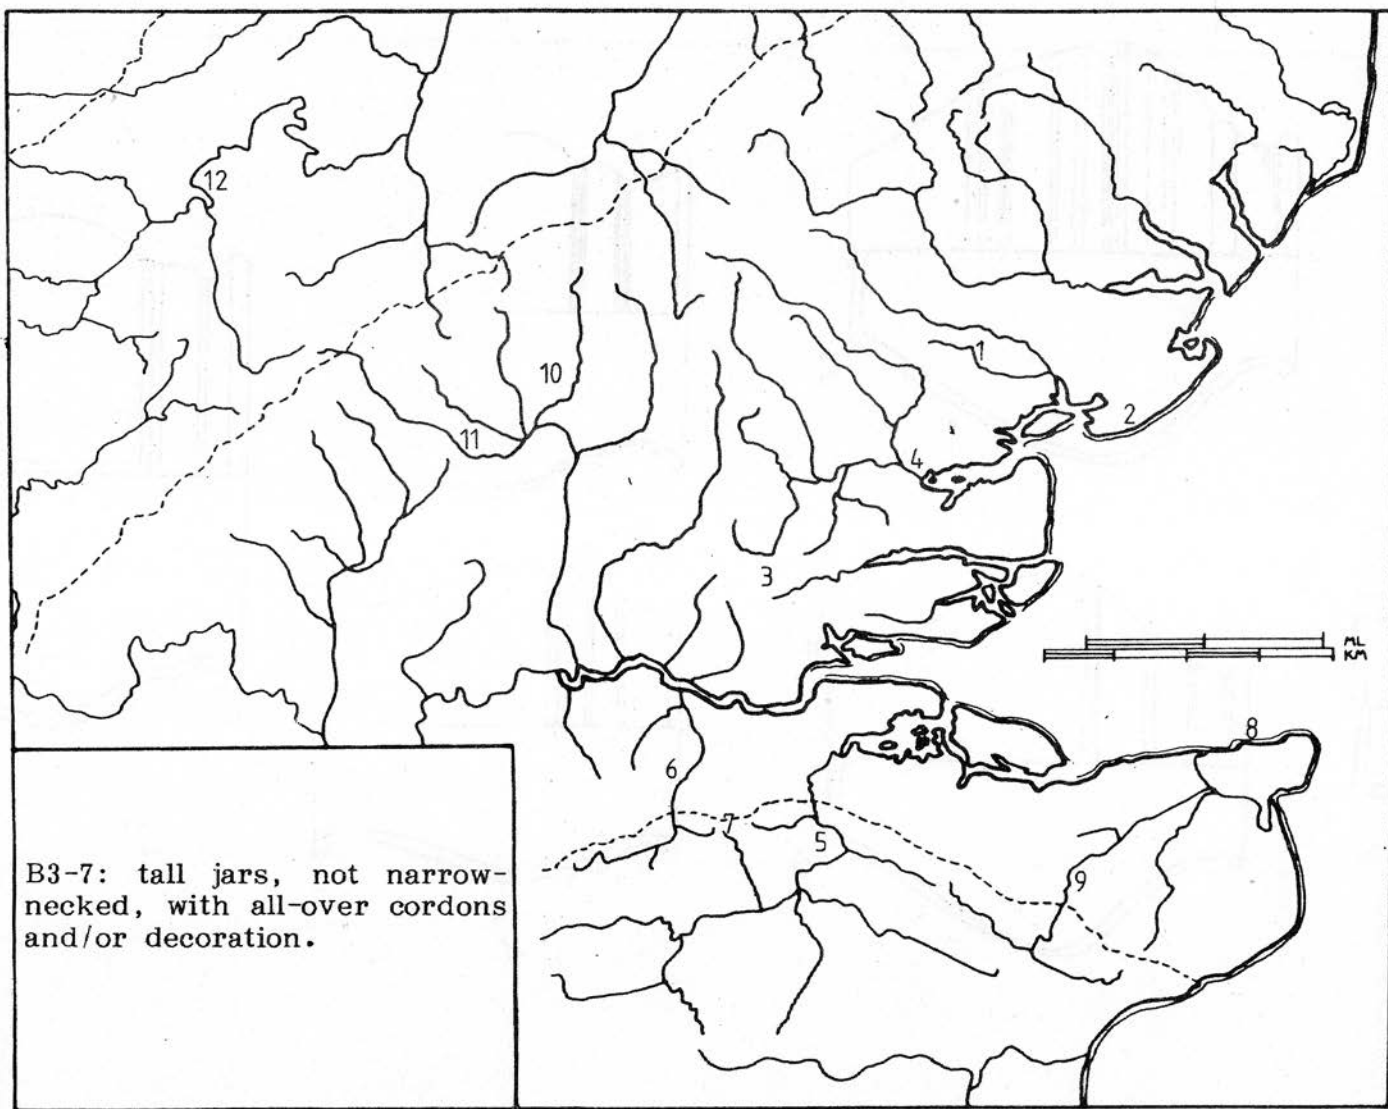 12
1
10
2
11
4
3
ML
KM
8
6
7
5
9
B3-7: tall jars, not narrow-
necked, with all-over cordons
and/or decoration.